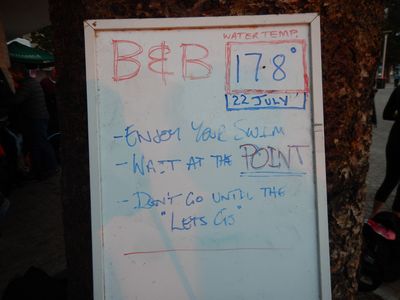 B&B
WATER TEMP.
17.8°
22 JULY
- ENJOY YOUR SWIM
- WAIT AT THE POINT
- DON'T GO UNTIL THE
"LETS GO"